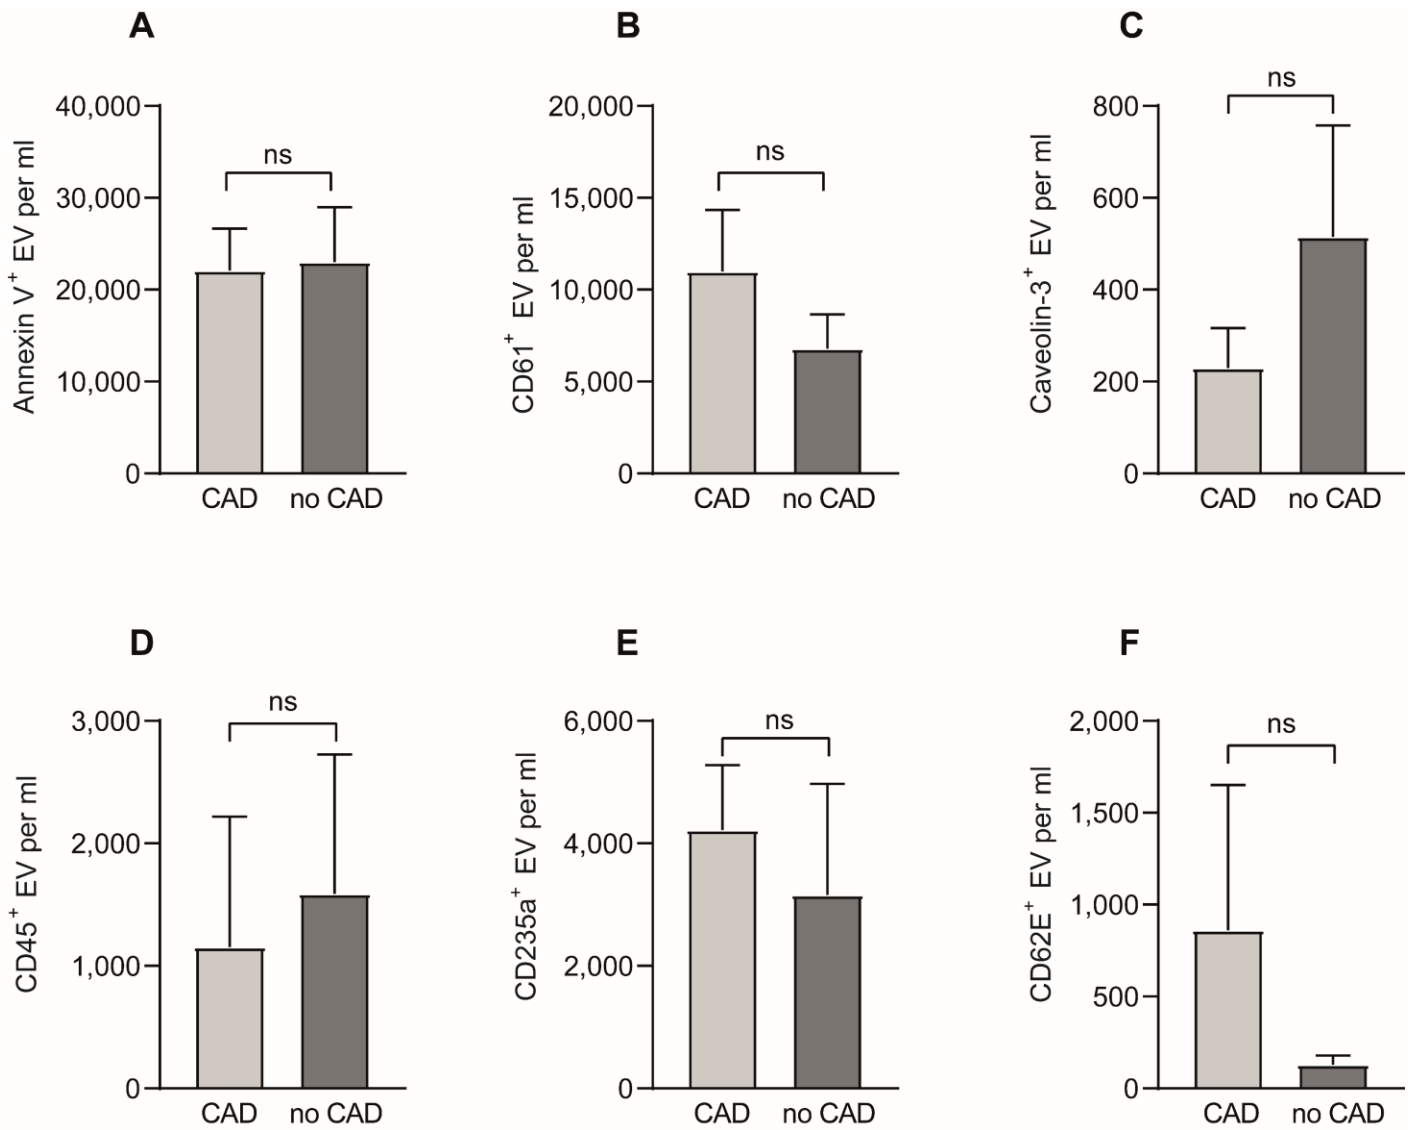 A
Annexin V+ EV per ml
40,000
30,000
20,000
10,000
0
ns
CAD no CAD
B
CD61+ EV per ml
20,000
15,000
10,000
5,000
0
ns
CAD no CAD
C
Caveolin-3+ EV per ml
800
600
400
200
0
ns
CAD no CAD
D
CD45+ EV per ml
3,000
2,000
1,000
0
ns
CAD no CAD
E
CD235a+ EV per ml
6,000
4,000
2,000
0
ns
CAD no CAD
F
CD62E+ EV per ml
2,000
1,500
1,000
500
0
ns
CAD no CAD